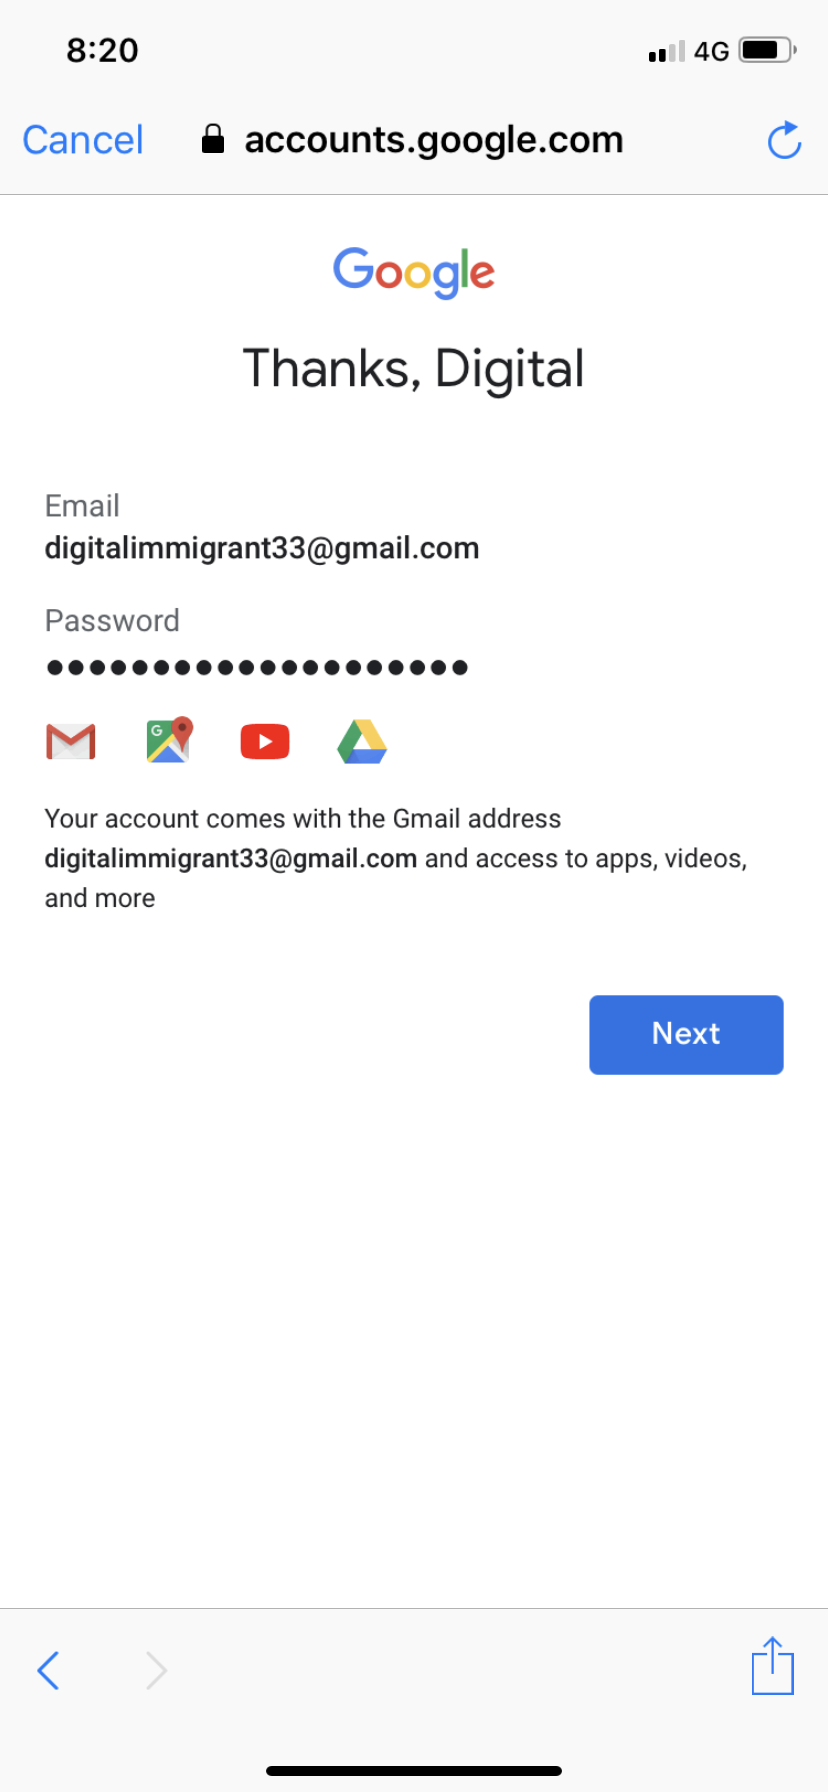 8:20
4G
Cancel
accounts.google.com
Google
Thanks, Digital
Email
digitalimmigrant33@gmail.com
Password
●●●●●●●●●●●●●●●●●●●●
G
Your account comes with the Gmail address
digitalimmigrant33@gmail.com and access to apps, videos,
and more
Next